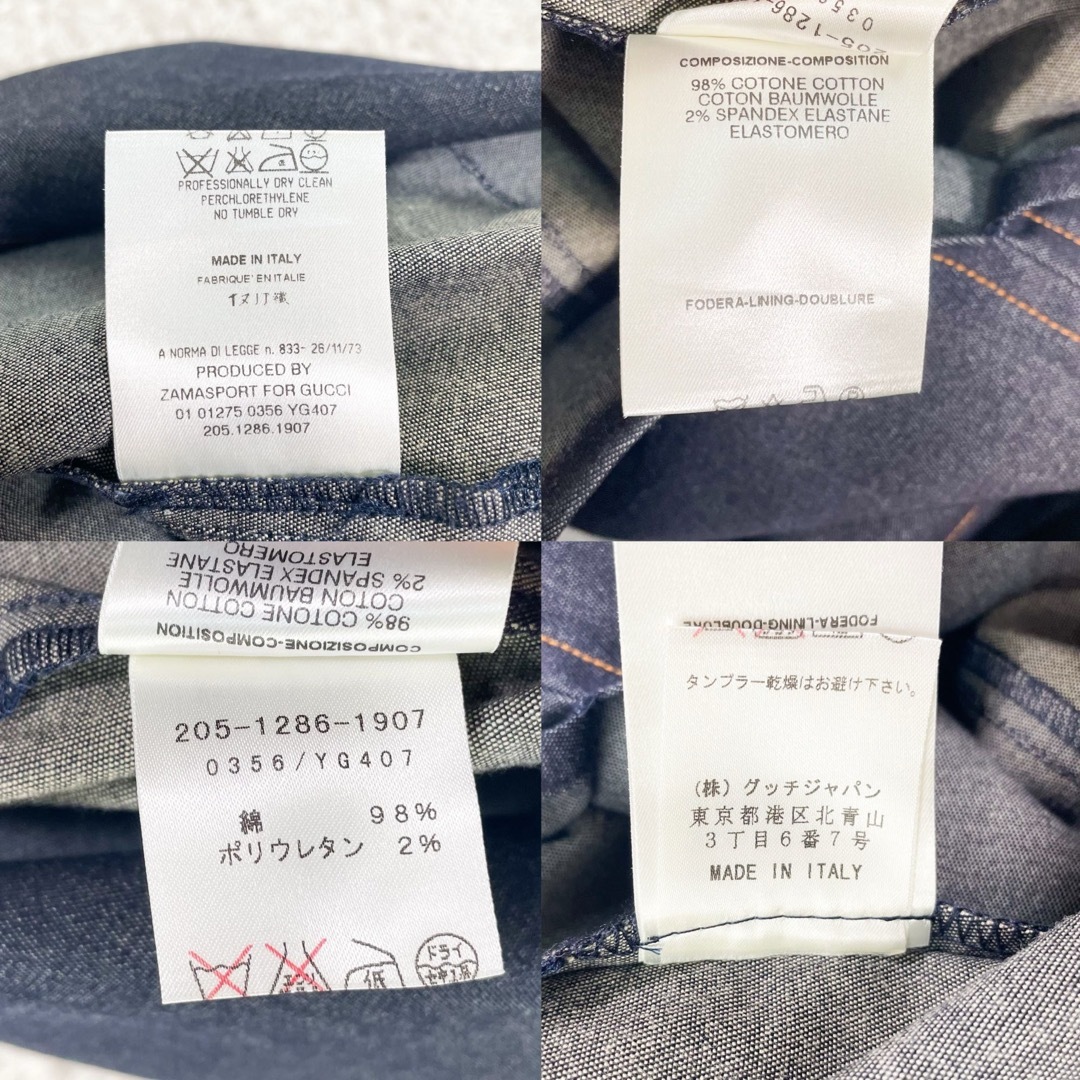 PROFESSIONALLY DRY CLEAN
PERCHLORETHYLENE
NO TUMBLE DRY
MADE IN ITALY
FABRIQUE' EN ITALIE
A NORMA DI LEGGE n. 833- 26/11/73
PRODUCED BY
ZAMASPORT FOR GUCCI
01 01275 0356 YG407
205.1286.1907
205-1286-
COMPOSIZIONE-COMPOSITION
98% COTONE COTTON
COTON BAUMWOLLE
2% SPANDEX ELASTANE
ELASTOMERO
FODERA-LINING-DOUBLURE
ELASTOMERO
2% SPANDEX ELASTANE
COTON BAUMWOLLE
98% COTONE COTTON
COMPOSIZIONE-COMPOSITION
205-1286-1907
0356/YG407
綿 98%
ポリウレタン 2%
低
ドライ
FODERA-LINING-DOUBLURE
タンブラー乾燥はお避け下さい。
(株)グッチジャパン
東京都港区北青山
3丁目6番7号
MADE IN ITALY